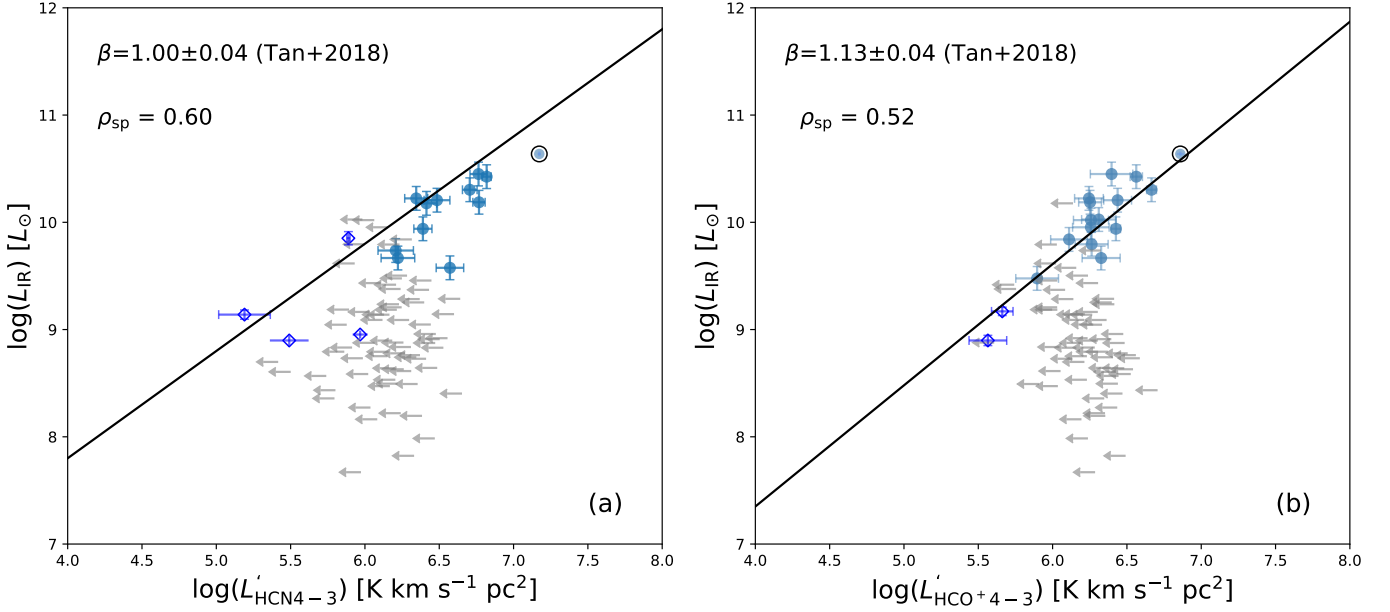 β=1.00±0.04 (Tan+2018)
ρsp = 0.60
(a)
log(LIR) [L⊙]
12
11
10
9
8
7
4.0 4.5 5.0 5.5 6.0 6.5 7.0 7.5 8.0
log(L′HCN4−3) [K km s−1 pc2]
β=1.13±0.04 (Tan+2018)
ρsp = 0.52
(b)
log(LIR) [L⊙]
12
11
10
9
8
7
4.0 4.5 5.0 5.5 6.0 6.5 7.0 7.5 8.0
log(L′HCO+4−3) [K km s−1 pc2]